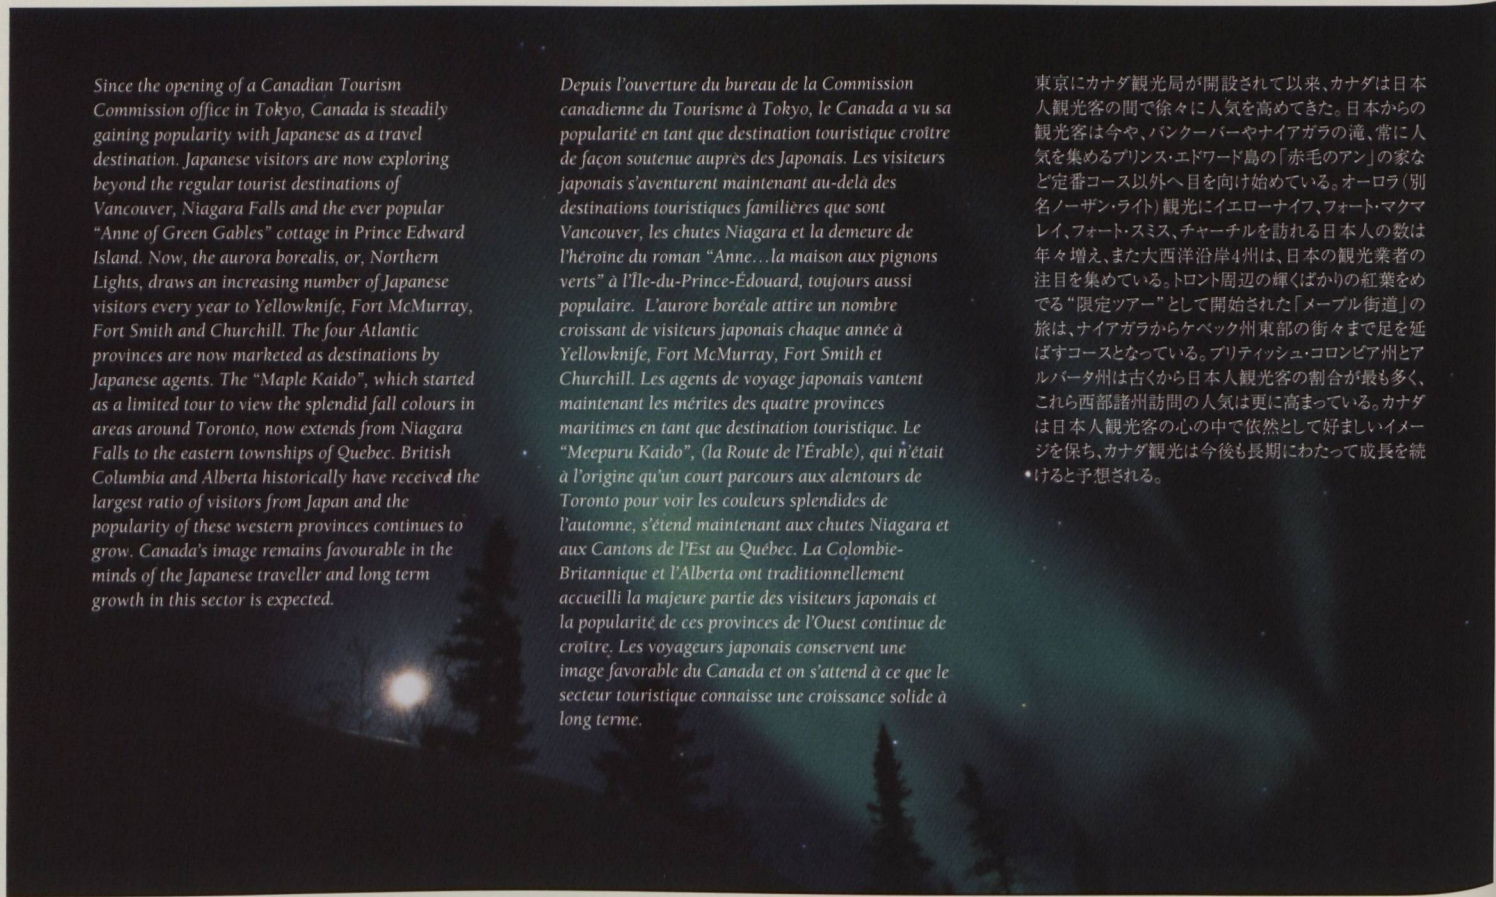 Since the opening of a Canadian Tourism
Commission office in Tokyo, Canada is steadily
gaining popularity with Japanese as a travel
destination. Japanese visitors are now exploring
beyond the regular tourist destinations of
Vancouver, Niagara Falls and the ever popular
“Anne of Green Gables” cottage in Prince Edward
Island. Now, the aurora borealis, or, Northern
Lights, draws an increasing number of Japanese
visitors every year to Yellowknife, Fort McMurray,
Fort Smith and Churchill. The four Atlantic
provinces are now marketed as destinations by
Japanese agents. The “Maple Kaido”, which started
as a limited tour to view the splendid fall colours in
areas around Toronto, now extends from Niagara
Falls to the eastern townships of Quebec. British
Columbia and Alberta historically have received the
largest ratio of visitors from Japan and the
popularity of these western provinces continues to
grow. Canada’s image remains favourable in the
minds of the Japanese traveller and long term
growth in this sector is expected.
Depuis l’ouverture du bureau de la Commission
canadienne du Tourisme à Tokyo, le Canada a vu sa
popularité en tant que destination touristique croître
de façon soutenue auprès des Japonais. Les visiteurs
japonais s’aventurent maintenant au-delà des
destinations touristiques familières que sont
Vancouver, les chutes Niagara et la demeure de
l’héroïne du roman “Anne…la maison aux pignons
verts” à l’Île-du-Prince-Édouard, toujours aussi
populaire. L’aurore boréale attire un nombre
croissant de visiteurs japonais chaque année à
Yellowknife, Fort McMurray, Fort Smith et
Churchill. Les agents de voyage japonais vantent
maintenant les mérites des quatre provinces
maritimes en tant que destination touristique. Le
“Meepuru Kaido”, (la Route de l’Érable), qui n’était
à l’origine qu’un court parcours aux alentours de
Toronto pour voir les couleurs splendides de
l’automne, s’étend maintenant aux chutes Niagara et
aux Cantons de l’Est au Québec. La Colombie-
Britannique et l’Alberta ont traditionnellement
accueilli la majeure partie des visiteurs japonais et
la popularité de ces provinces de l’Ouest continue de
croître. Les voyageurs japonais conservent une
image favorable du Canada et on s’attend à ce que le
secteur touristique connaisse une croissance solide à
long terme.
東京にカナダ観光局が開設されて以来、カナダは日本
人観光客の間で徐々に人気を高めてきた。日本からの
観光客は今や、バンクーバーやナイアガラの滝、常に人
気を集めるプリンス・エドワード島の「赤毛のアン」の家な
ど定番コース以外へ目を向け始めている。オーロラ(別
名ノーザン・ライト)観光にイエローナイフ、フォート・マクマ
レイ、フォート・スミス、チャーチルを訪れる日本人の数は
年々増え、また大西洋沿岸4州は、日本の観光業者の
注目を集めている。トロント周辺の輝くばかりの紅葉をめ
でる“限定ツアー”として開始された「メープル街道」の
旅は、ナイアガラからケベック州東部の街々まで足を延
ばすコースとなっている。ブリティッシュ・コロンビア州とア
ルバータ州は古くから日本人観光客の割合が最も多く、
これら西部諸州訪問の人気は更に高まっている。カナダ
は日本人観光客の心の中で依然として好ましいイメー
ジを保ち、カナダ観光は今後も長期にわたって成長を続
けると予想される。